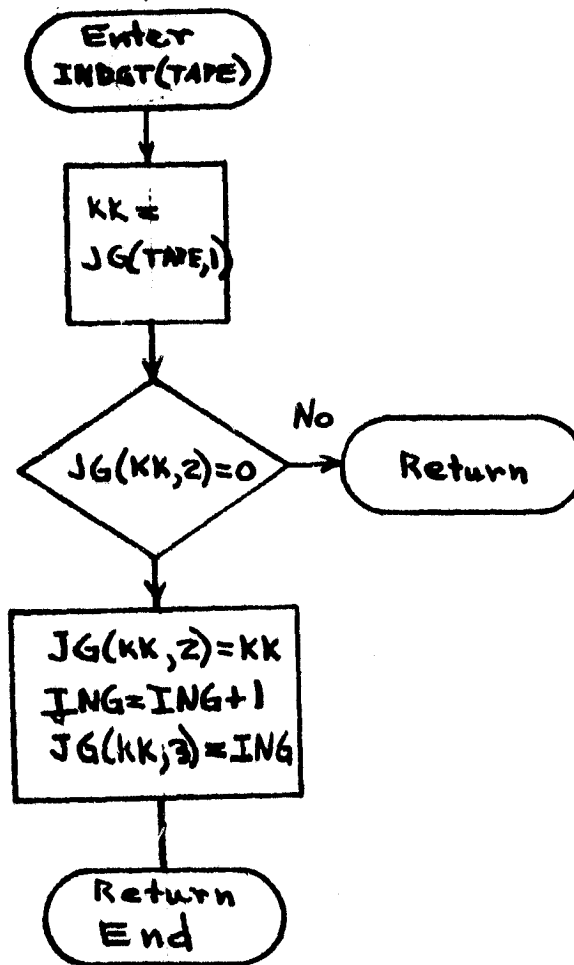 Enter
INDGT(TAPE)
KK =
JG(TAPE,1)
JG(KK,2)=0
No
Return
JG(KK,2)=KK
ING=ING+1
JG(KK,3)=ING
Return
End